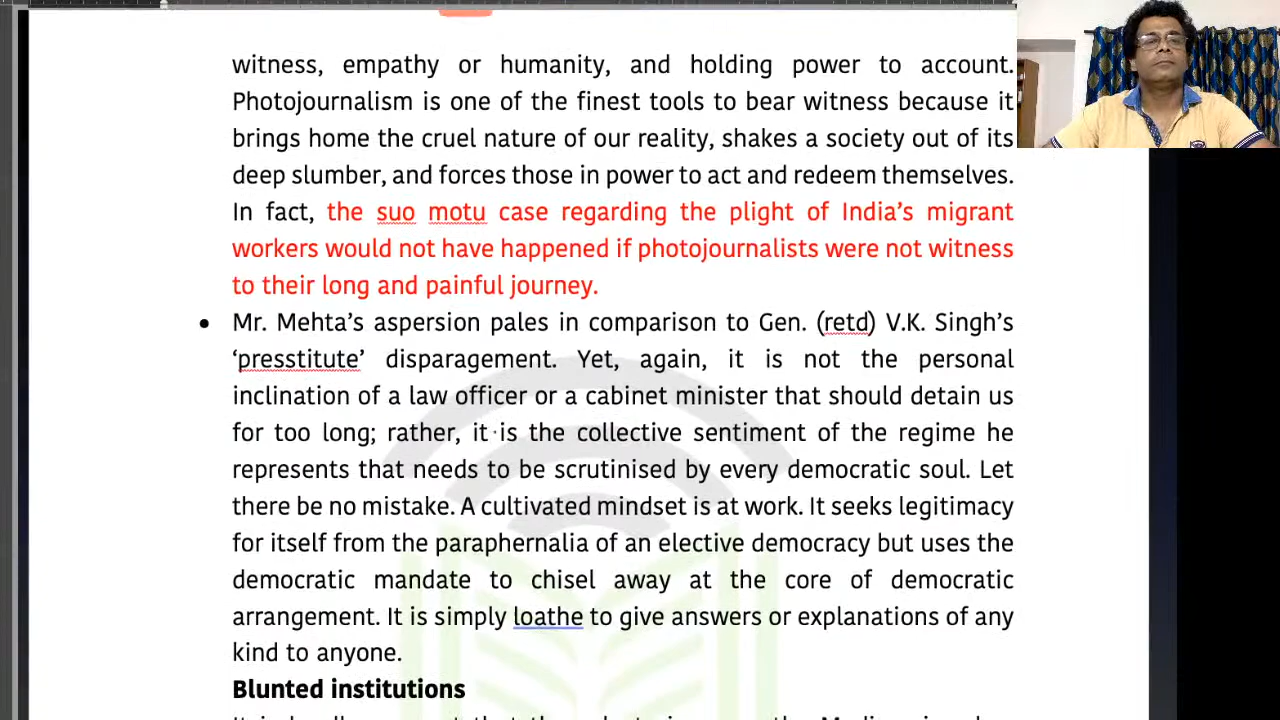 witness, empathy or humanity, and holding power to account.
Photojournalism is one of the finest tools to bear witness because it
brings home the cruel nature of our reality, shakes a society out of its
deep slumber, and forces those in power to act and redeem themselves.
In fact, the suo motu case regarding the plight of India’s migrant
workers would not have happened if photojournalists were not witness
to their long and painful journey.
• Mr. Mehta’s aspersion pales in comparison to Gen. (retd) V.K. Singh’s
‘presstitute’ disparagement. Yet, again, it is not the personal
inclination of a law officer or a cabinet minister that should detain us
for too long; rather, it is the collective sentiment of the regime he
represents that needs to be scrutinised by every democratic soul. Let
there be no mistake. A cultivated mindset is at work. It seeks legitimacy
for itself from the paraphernalia of an elective democracy but uses the
democratic mandate to chisel away at the core of democratic
arrangement. It is simply loathe to give answers or explanations of any
kind to anyone.
Blunted institutions